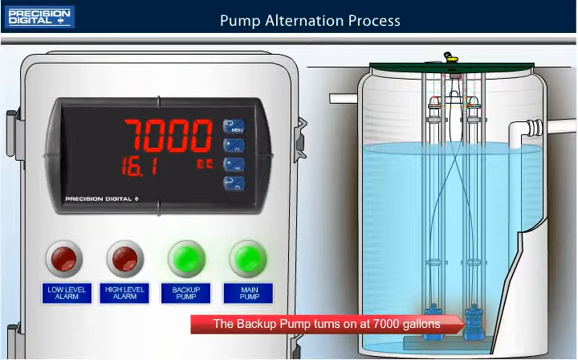 PRECISION
DIGITAL
Pump Alternation Process
7000
16.1
MENU
PRECISION DIGITAL
LOW LEVEL
ALARM
HIGH LEVEL
ALARM
BACKUP
PUMP
MAIN
PUMP
The Backup Pump turns on at 7000 gallons